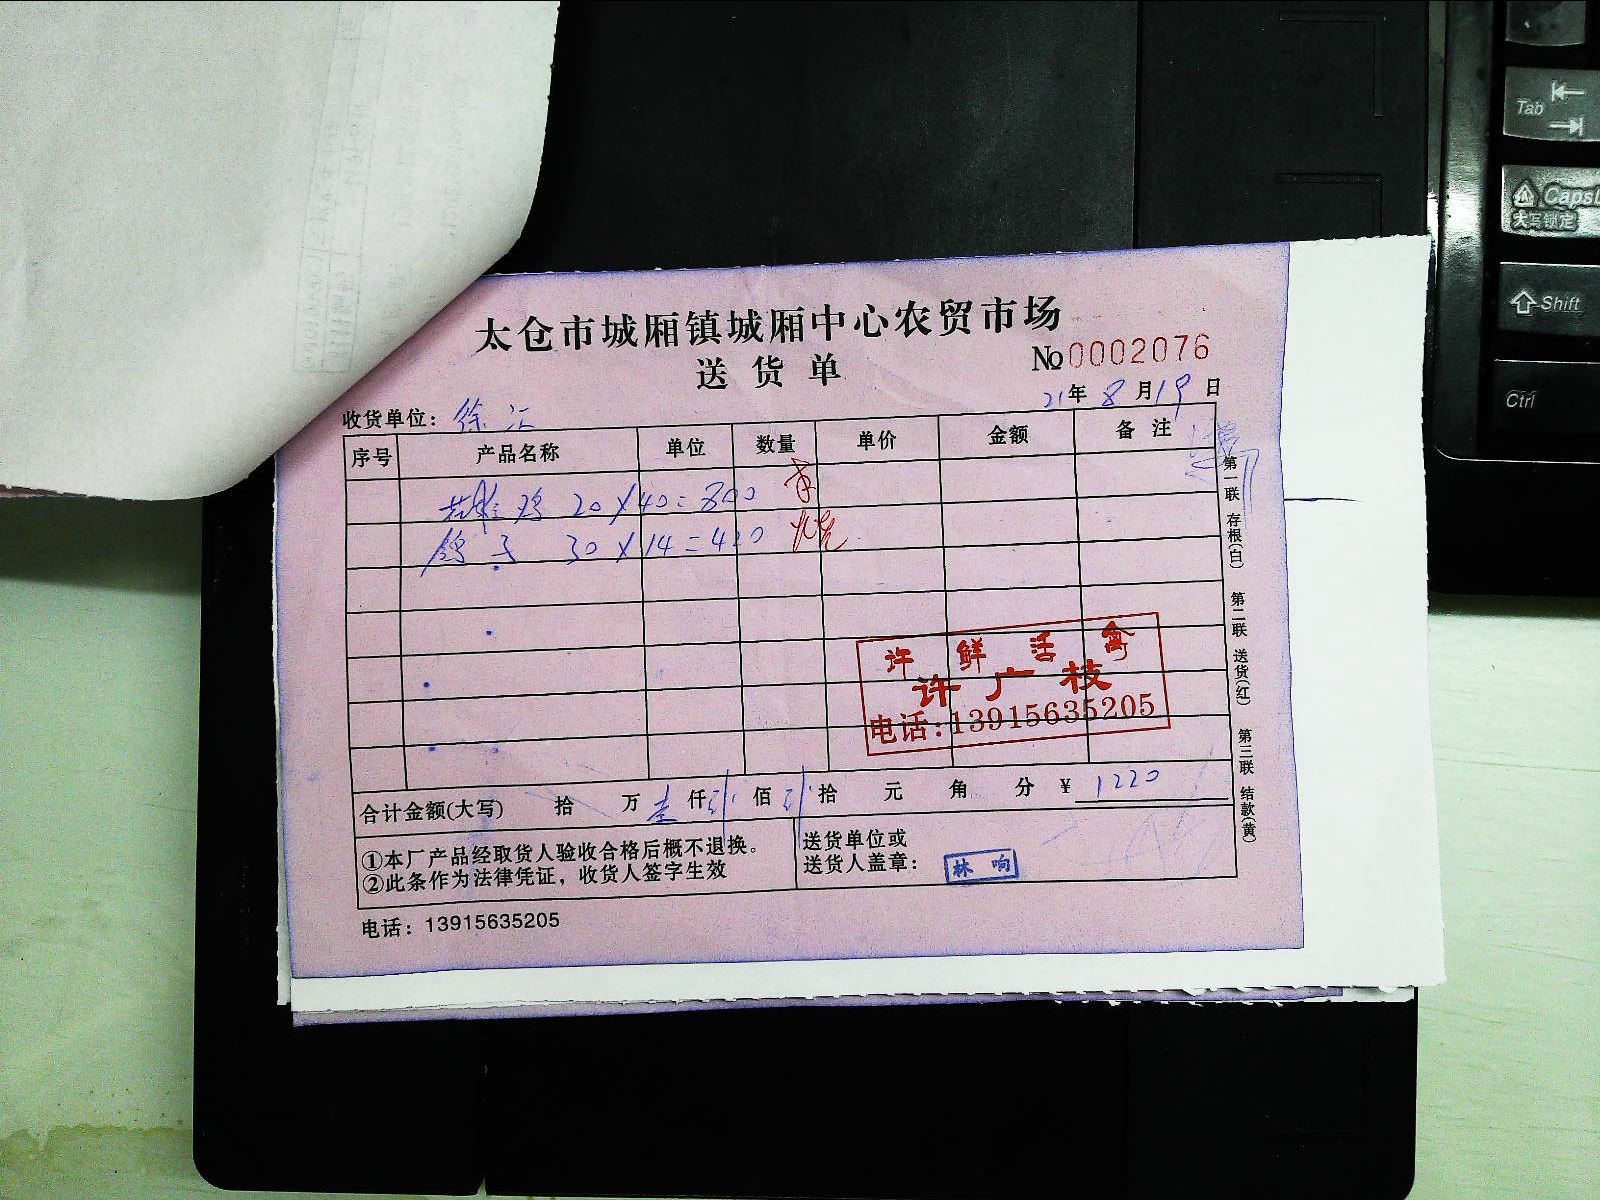 太仓市城厢镇城厢中心农贸市场
送货单
№0002076
21年8月19日
收货单位：徐汇
序号 产品名称 单位 数量 单价 金额 备注
鸡 20×40=800
鸽子 30×14=420
许鲜活禽
许广枝
电话:13915635205
合计金额(大写) 拾 万 壹仟 佰 拾 元 角 分 ¥ 1220
①本厂产品经取货人验收合格后概不退换。
②此条作为法律凭证，收货人签字生效
送货单位或
送货人盖章：
林响
电话：13915635205
第一联 存根(白) 第二联 送货(红) 第三联 结款(黄)
Tab
CapsL
大写锁定
Shift
Ctrl